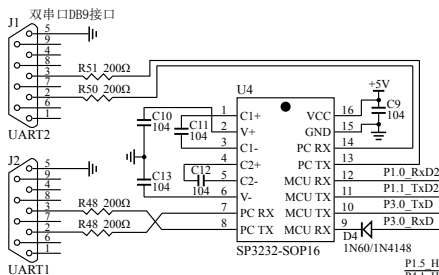 双串口DB9接口
J1
5
9
4
8
3
7
2
6
1
UART2
R51 200Ω
R50 200Ω
J2
5
9
4
8
3
7
2
6
1
UART1
R48 200Ω
R48 200Ω
C10
104
C11
104
C12
104
C13
104
U4
1 C1+
2 V+
3 C1-
4 C2+
5 C2-
6 V-
7 PC RX
8 PC TX
VCC 16
GND 15
PC RX 14
PC TX 13
MCU RX 12
MCU TX 11
MCU TX 10
MCU RX 9
SP3232-SOP16
+5V
C9
104
P1.0_RxD2
P1.1_TxD2
P3.0_TxD
P3.0_RxD
D4
1N60/1N4148
P1.5_H